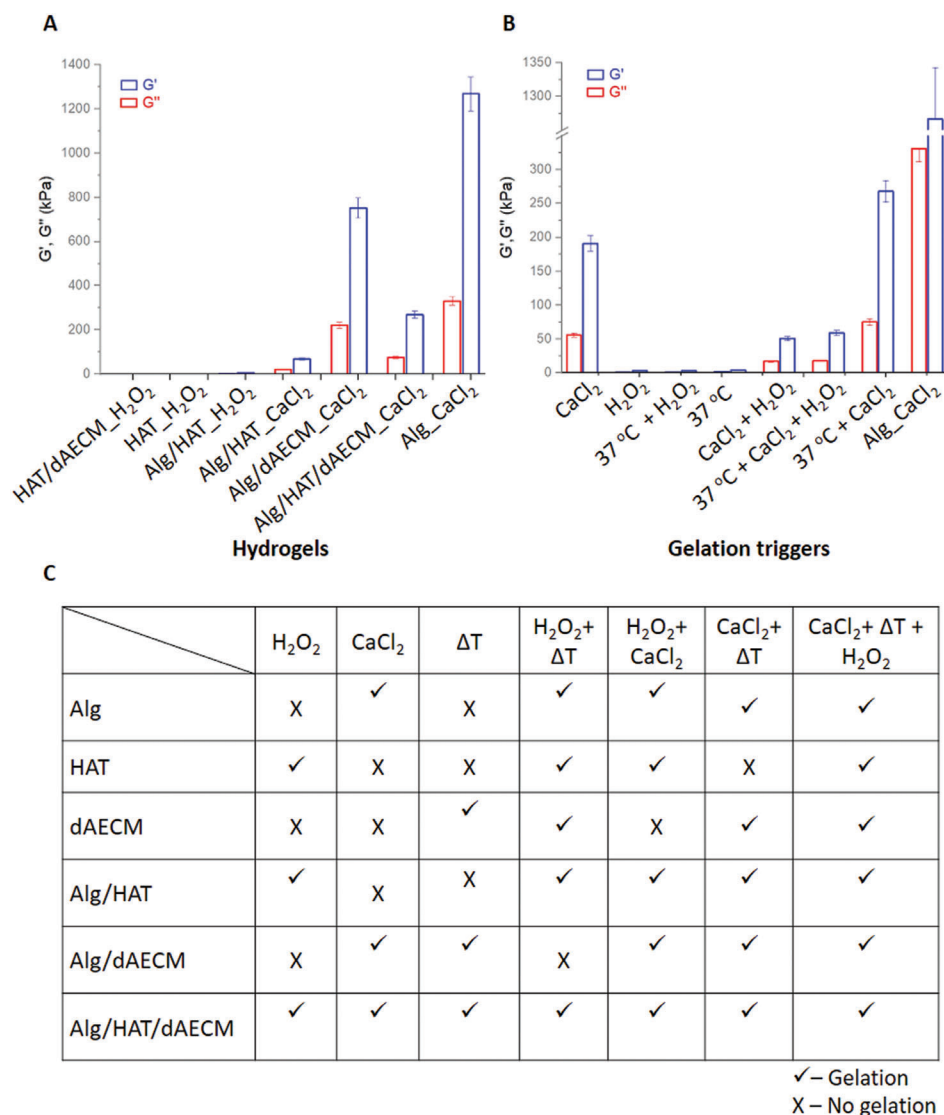 A
1400
1200
1000
800
600
400
200
0
G', G'' (kPa)
G'
G''
HAT/dAECM_H₂O₂
HAT_H₂O₂
Alg/HAT_H₂O₂
Alg/HAT_CaCl₂
Alg/dAECM_CaCl₂
Alg/HAT/dAECM_CaCl₂
Alg_CaCl₂
Hydrogels
B
1350
1300
300
250
200
150
100
50
0
G',G'' (kPa)
G'
G''
CaCl₂
H₂O₂
37 °C + H₂O₂
37 °C
CaCl₂ + H₂O₂
37 °C + CaCl₂ + H₂O₂
37 °C + CaCl₂
Alg_CaCl₂
Gelation triggers
C
H₂O₂ CaCl₂ ΔT H₂O₂+ ΔT H₂O₂+ CaCl₂ CaCl₂+ ΔT CaCl₂+ ΔT + H₂O₂
Alg X ✓ X ✓ ✓ ✓ ✓
HAT ✓ X X ✓ ✓ X ✓
dAECM X X ✓ ✓ X ✓ ✓
Alg/HAT ✓ X X ✓ ✓ ✓ ✓
Alg/dAECM X ✓ ✓ X ✓ ✓ ✓
Alg/HAT/dAECM ✓ ✓ ✓ ✓ ✓ ✓ ✓
✓– Gelation
X – No gelation